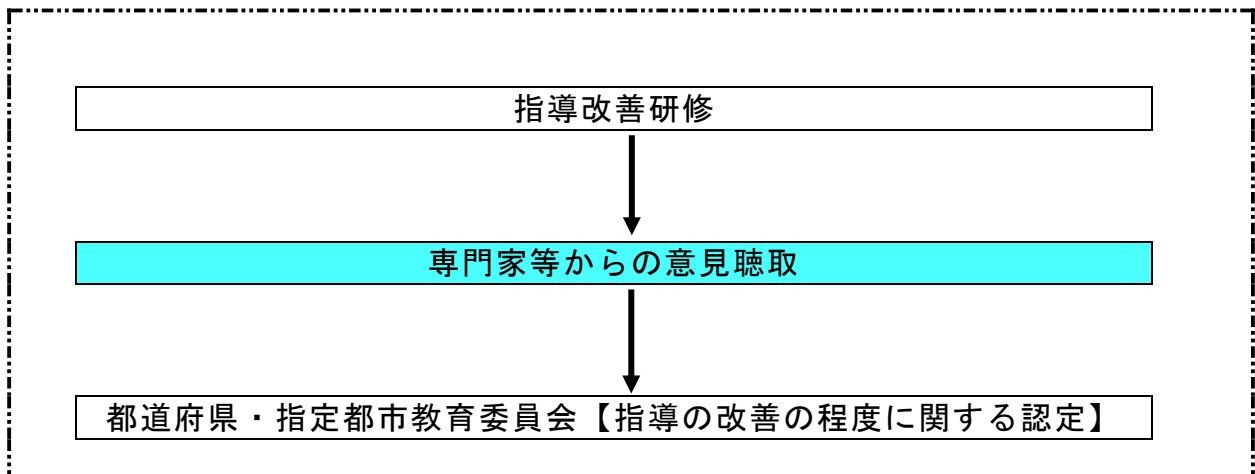 指導改善研修
専門家等からの意見聴取
都道府県・指定都市教育委員会【指導の改善の程度に関する認定】